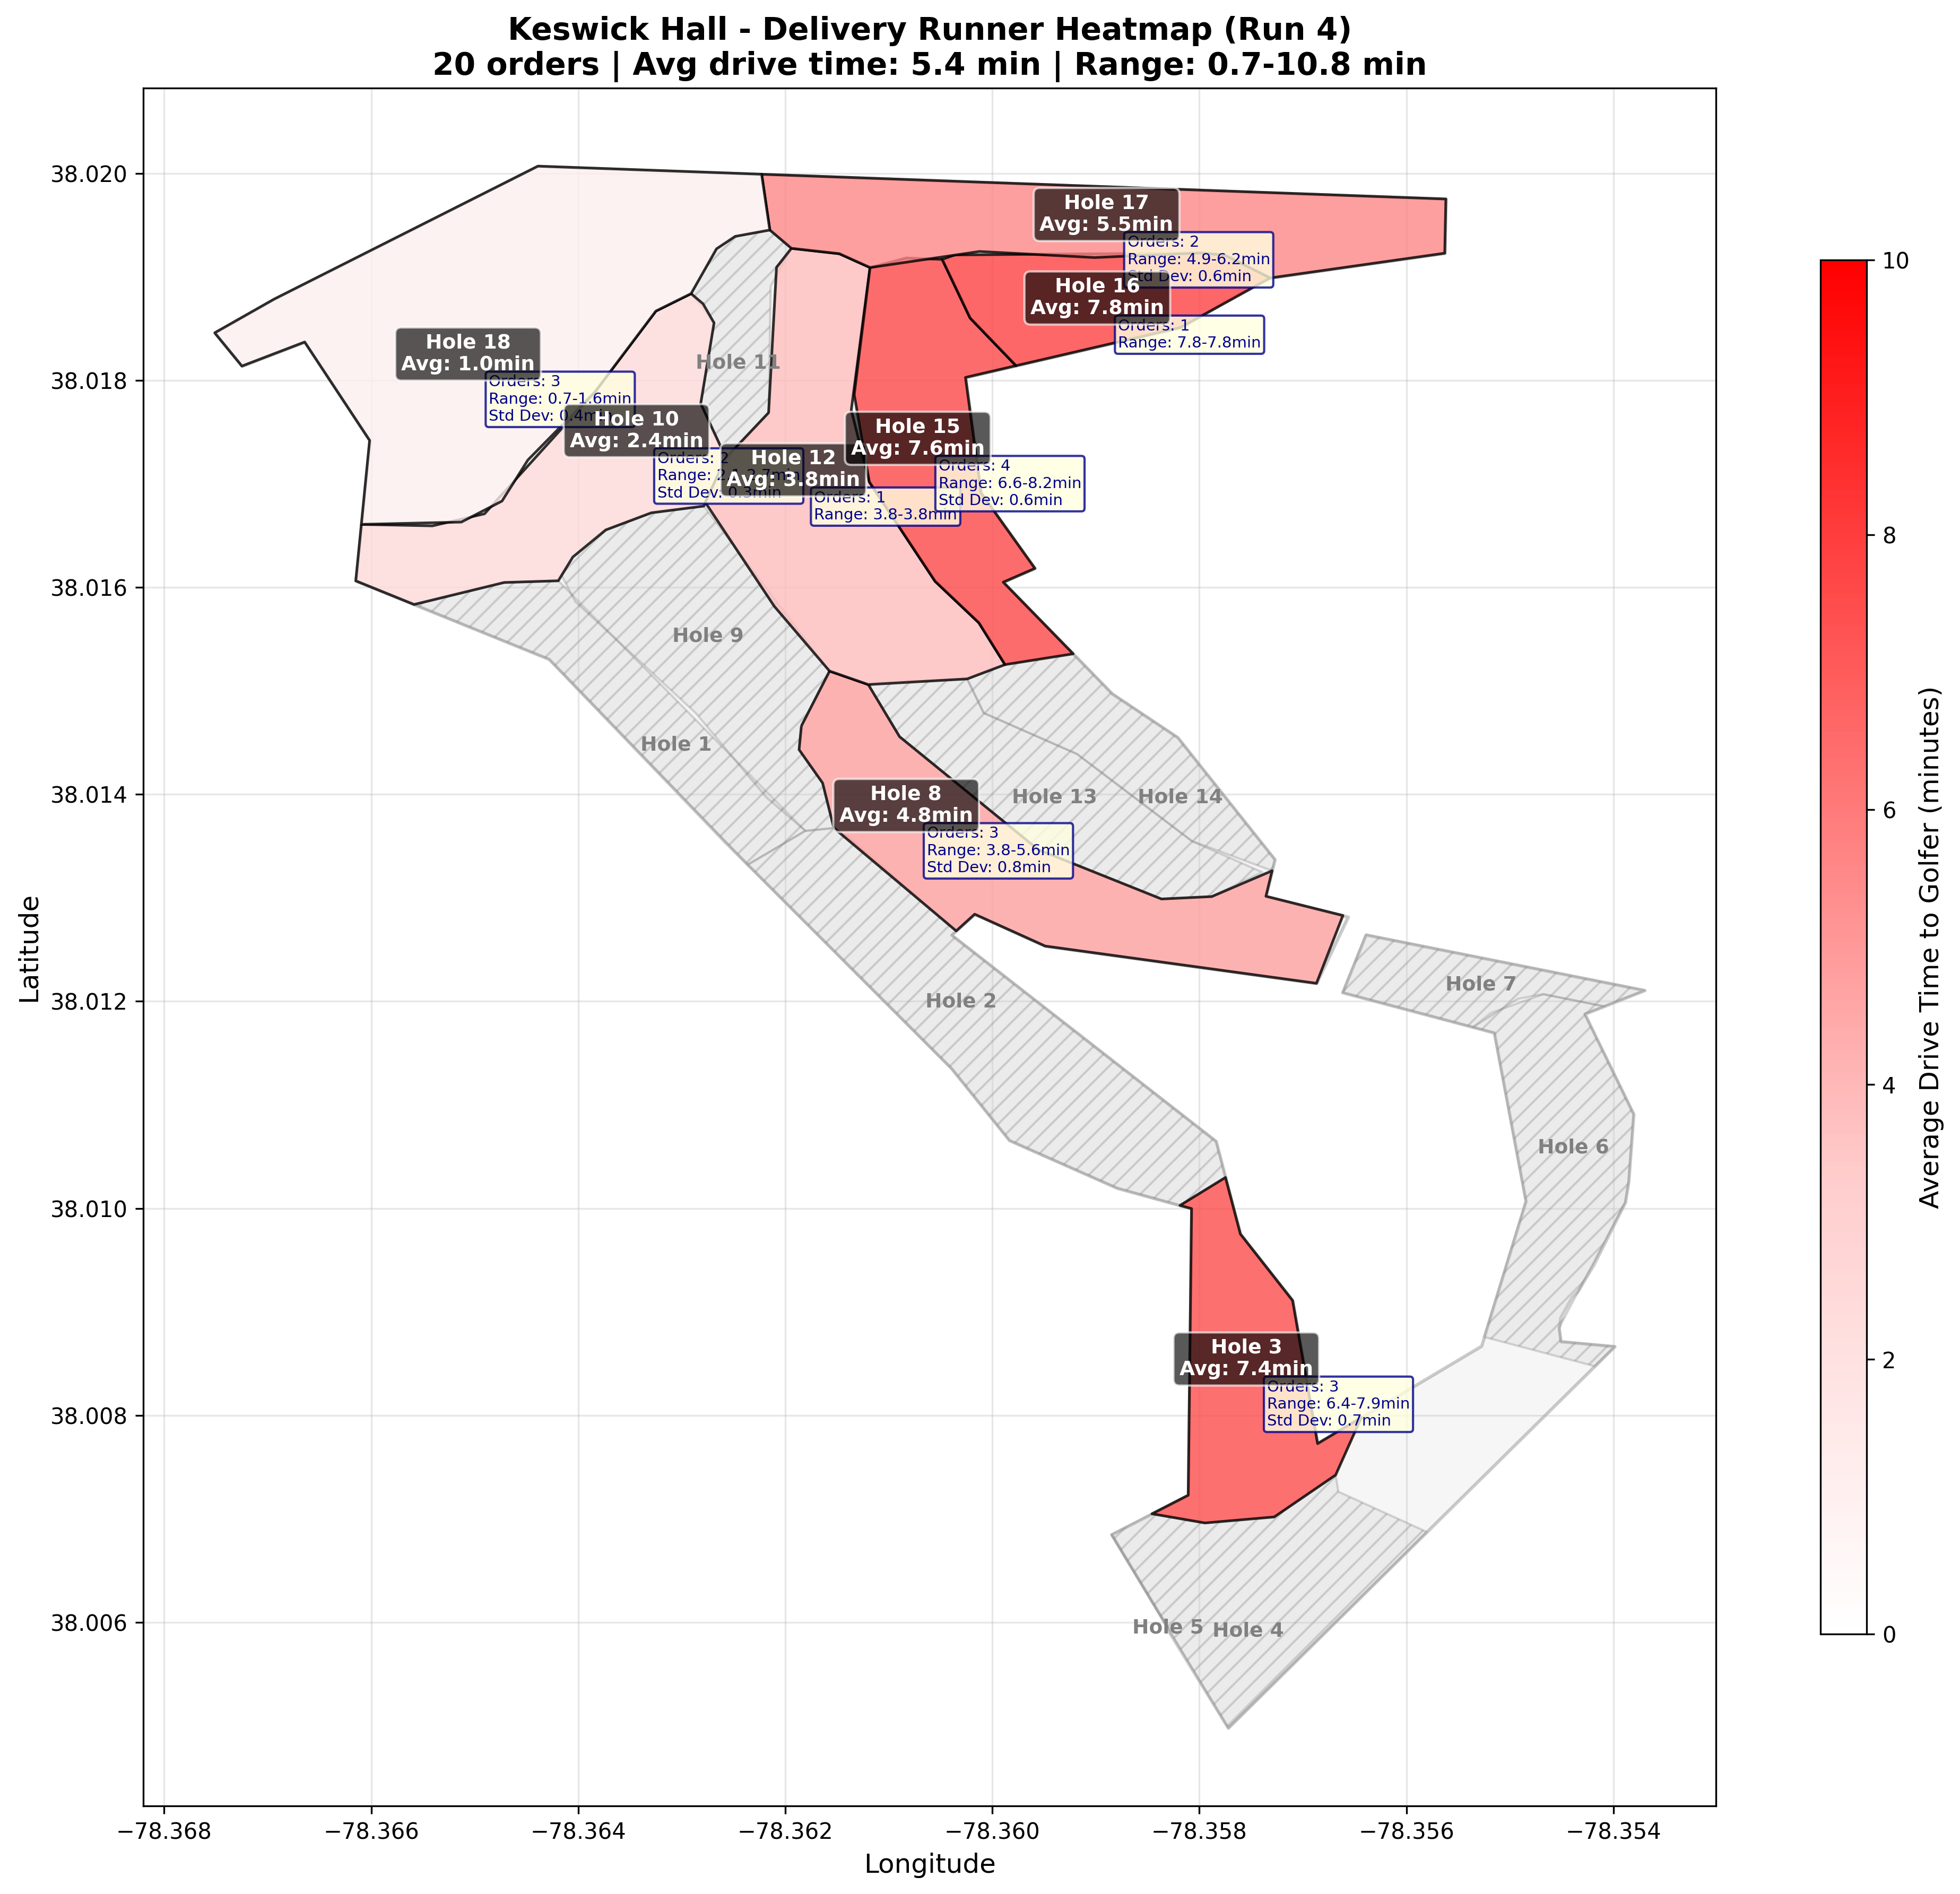 Keswick Hall - Delivery Runner Heatmap (Run 4)
20 orders | Avg drive time: 5.4 min | Range: 0.7-10.8 min
Latitude
38.020
38.018
38.016
38.014
38.012
38.010
38.008
38.006
Hole 17
Avg: 5.5min
Orders: 2
Range: 4.9-6.2min
Std Dev: 0.6min
Hole 16
Avg: 7.8min
Orders: 1
Range: 7.8-7.8min
Hole 18
Avg: 1.0min
Orders: 3
Range: 0.7-1.6min
Std Dev: 0.4min
Hole 11
Hole 10
Avg: 2.4min
Orders: 2
Range:
Std Dev: 0.3min
Hole 12
Avg: 3.8min
Orders: 1
Range: 3.8-3.8min
Hole 15
Avg: 7.6min
Orders: 4
Range: 6.6-8.2min
Std Dev: 0.6min
Hole 9
Hole 1
Hole 8
Avg: 4.8min
Orders: 3
Range: 3.8-5.6min
Std Dev: 0.8min
Hole 13
Hole 14
Hole 2
Hole 7
Hole 6
Hole 3
Avg: 7.4min
Orders: 3
Range: 6.4-7.9min
Std Dev: 0.7min
Hole 5
Hole 4
−78.368
−78.366
−78.364
−78.362
−78.360
−78.358
−78.356
−78.354
Longitude
10
8
6
4
2
0
Average Drive Time to Golfer (minutes)